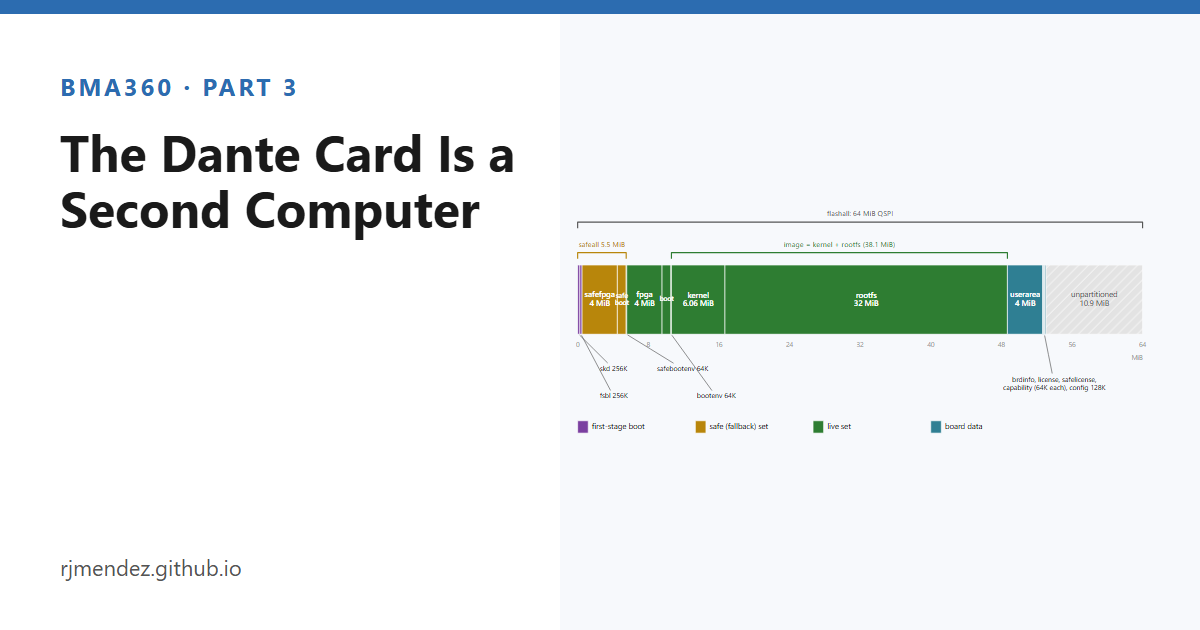 BMA360 · PART 3
The Dante Card Is a
Second Computer
flashall: 64 MiB QSPI
safeall 5.5 MiB
image = kernel + rootfs (38.1 MiB)
safefpga
4 MiB
safe
boot
fpga
4 MiB
boot
kernel
6.06 MiB
rootfs
32 MiB
userarea
4 MiB
unpartitioned
10.9 MiB
0
8
16
24
32
40
48
56
64
MiB
skd 256K
safebootenv 64K
fsbl 256K
bootenv 64K
brdinfo, license, safelicense,
capability (64K each), config 128K
first-stage boot
safe (fallback) set
live set
board data
rjmendez.github.io